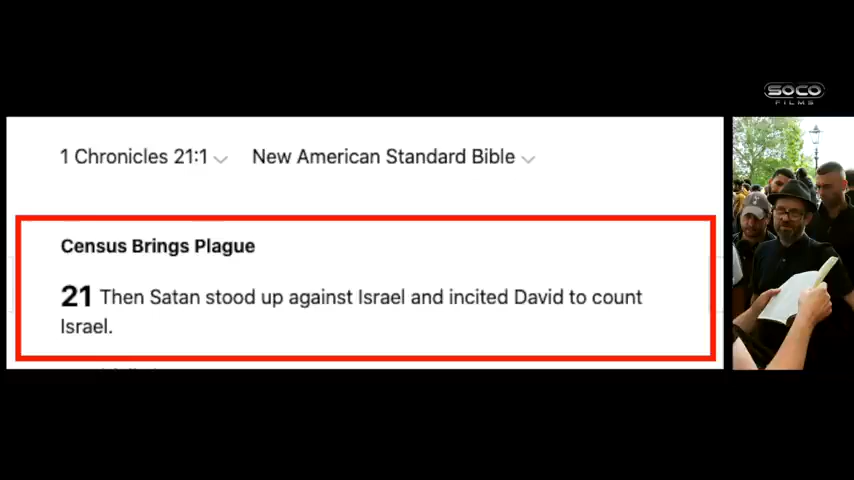 SOCO
FILMS
1 Chronicles 21:1 New American Standard Bible
Census Brings Plague
21 Then Satan stood up against Israel and incited David to count
Israel.